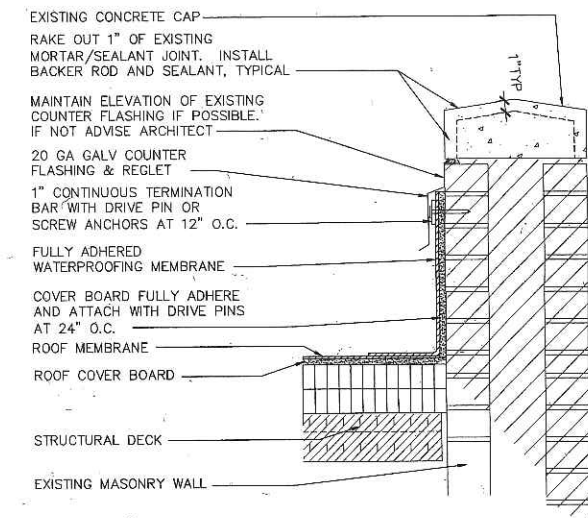 EXISTING CONCRETE CAP
RAKE OUT 1" OF EXISTING
MORTAR/SEALANT JOINT. INSTALL
BACKER ROD AND SEALANT, TYPICAL
1" TYP
MAINTAIN ELEVATION OF EXISTING
COUNTER FLASHING IF POSSIBLE.
IF NOT ADVISE ARCHITECT
20 GA GALV COUNTER
FLASHING & REGLET
1" CONTINUOUS TERMINATION
BAR WITH DRIVE PIN OR
SCREW ANCHORS AT 12" O.C.
FULLY ADHERED
WATERPROOFING MEMBRANE
COVER BOARD FULLY ADHERE
AND ATTACH WITH DRIVE PINS
AT 24" O.C.
ROOF MEMBRANE
ROOF COVER BOARD
STRUCTURAL DECK
EXISTING MASONRY WALL